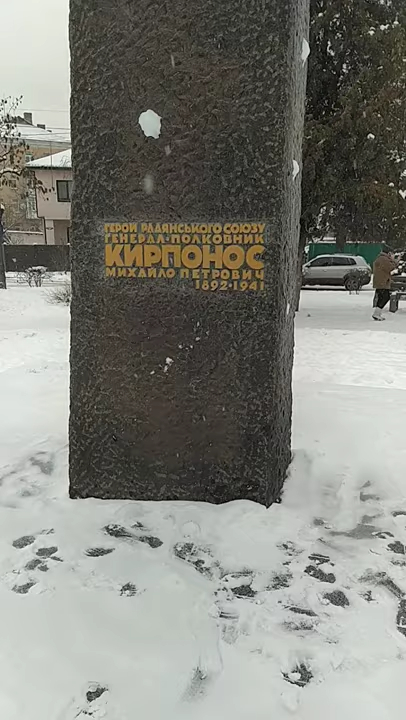 ГЕРОЙ РАДЯНСЬКОГО СОЮЗУ
ГЕНЕРАЛ-ПОЛКОВНИК
КИРПОНОС
МИХАЙЛО ПЕТРОВИЧ
1892-1941